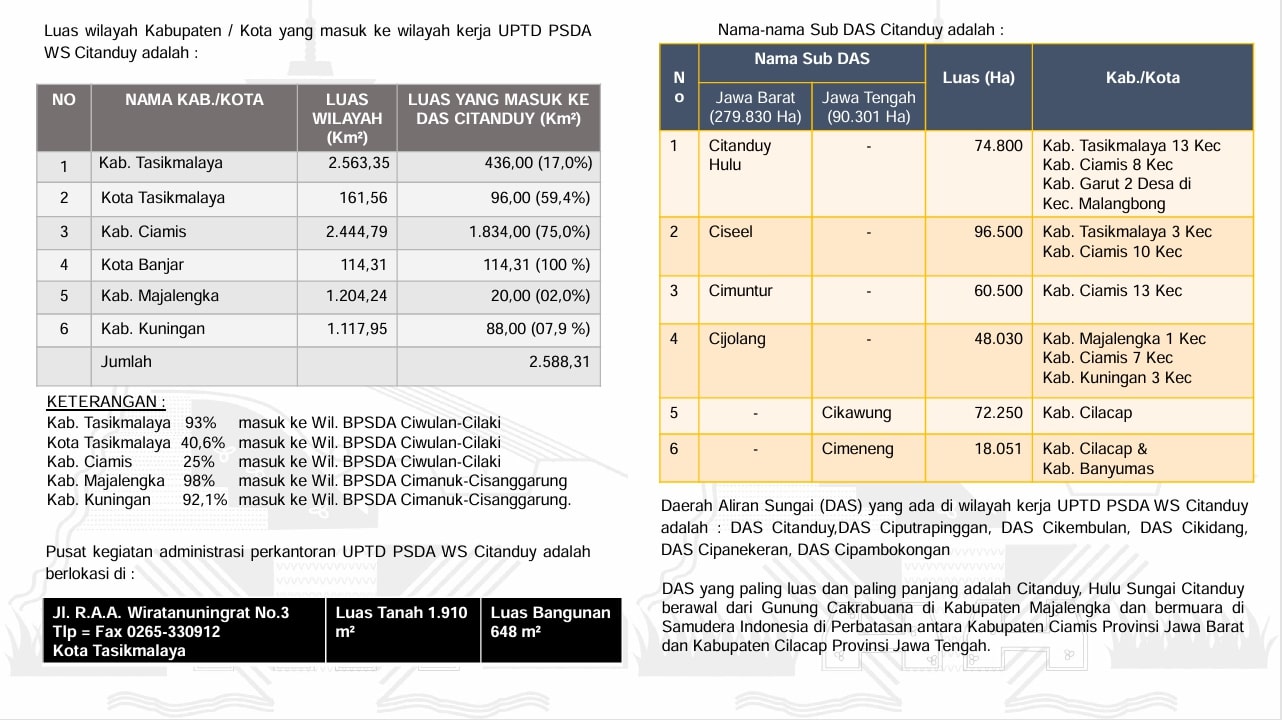 Luas wilayah Kabupaten / Kota yang masuk ke wilayah kerja UPTD PSDA
WS Citanduy adalah :
NO NAMA KAB./KOTA LUAS WILAYAH (Km²) LUAS YANG MASUK KE DAS CITANDUY (Km²)
1 Kab. Tasikmalaya 2.563,35 436,00 (17,0%)
2 Kota Tasikmalaya 161,56 96,00 (59,4%)
3 Kab. Ciamis 2.444,79 1.834,00 (75,0%)
4 Kota Banjar 114,31 114,31 (100 %)
5 Kab. Majalengka 1.204,24 20,00 (02,0%)
6 Kab. Kuningan 1.117,95 88,00 (07,9 %)
Jumlah 2.588,31
KETERANGAN :
Kab. Tasikmalaya 93% masuk ke Wil. BPSDA Ciwulan-Cilaki
Kota Tasikmalaya 40,6% masuk ke Wil. BPSDA Ciwulan-Cilaki
Kab. Ciamis 25% masuk ke Wil. BPSDA Ciwulan-Cilaki
Kab. Majalengka 98% masuk ke Wil. BPSDA Cimanuk-Cisanggarung
Kab. Kuningan 92,1% masuk ke Wil. BPSDA Cimanuk-Cisanggarung.
Pusat kegiatan administrasi perkantoran UPTD PSDA WS Citanduy adalah
berlokasi di :
Jl. R.A.A. Wiratanuningrat No.3
Tlp = Fax 0265-330912
Kota Tasikmalaya
Luas Tanah 1.910
m²
Luas Bangunan
648 m²
Nama-nama Sub DAS Citanduy adalah :
No Nama Sub DAS Luas (Ha) Kab./Kota
Jawa Barat (279.830 Ha) Jawa Tengah (90.301 Ha)
1 Citanduy Hulu - 74.800 Kab. Tasikmalaya 13 Kec
Kab. Ciamis 8 Kec
Kab. Garut 2 Desa di
Kec. Malangbong
2 Ciseel - 96.500 Kab. Tasikmalaya 3 Kec
Kab. Ciamis 10 Kec
3 Cimuntur - 60.500 Kab. Ciamis 13 Kec
4 Cijolang - 48.030 Kab. Majalengka 1 Kec
Kab. Ciamis 7 Kec
Kab. Kuningan 3 Kec
5 - Cikawung 72.250 Kab. Cilacap
6 - Cimeneng 18.051 Kab. Cilacap &
Kab. Banyumas
Daerah Aliran Sungai (DAS) yang ada di wilayah kerja UPTD PSDA WS Citanduy
adalah : DAS Citanduy,DAS Ciputrapinggan, DAS Cikembulan, DAS Cikidang,
DAS Cipanekeran, DAS Cipambokongan
DAS yang paling luas dan paling panjang adalah Citanduy, Hulu Sungai Citanduy
berawal dari Gunung Cakrabuana di Kabupaten Majalengka dan bermuara di
Samudera Indonesia di Perbatasan antara Kabupaten Ciamis Provinsi Jawa Barat
dan Kabupaten Cilacap Provinsi Jawa Tengah.